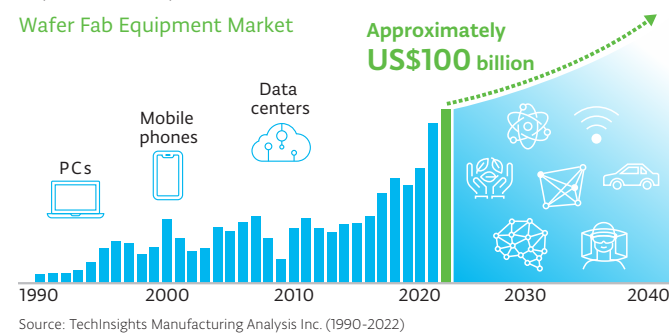 Wafer Fab Equipment Market
Approximately
US$100 billion
Data
centers
Mobile
phones
PCs
1990
2000
2010
2020
2030
2040
Source: TechInsights Manufacturing Analysis Inc. (1990-2022)